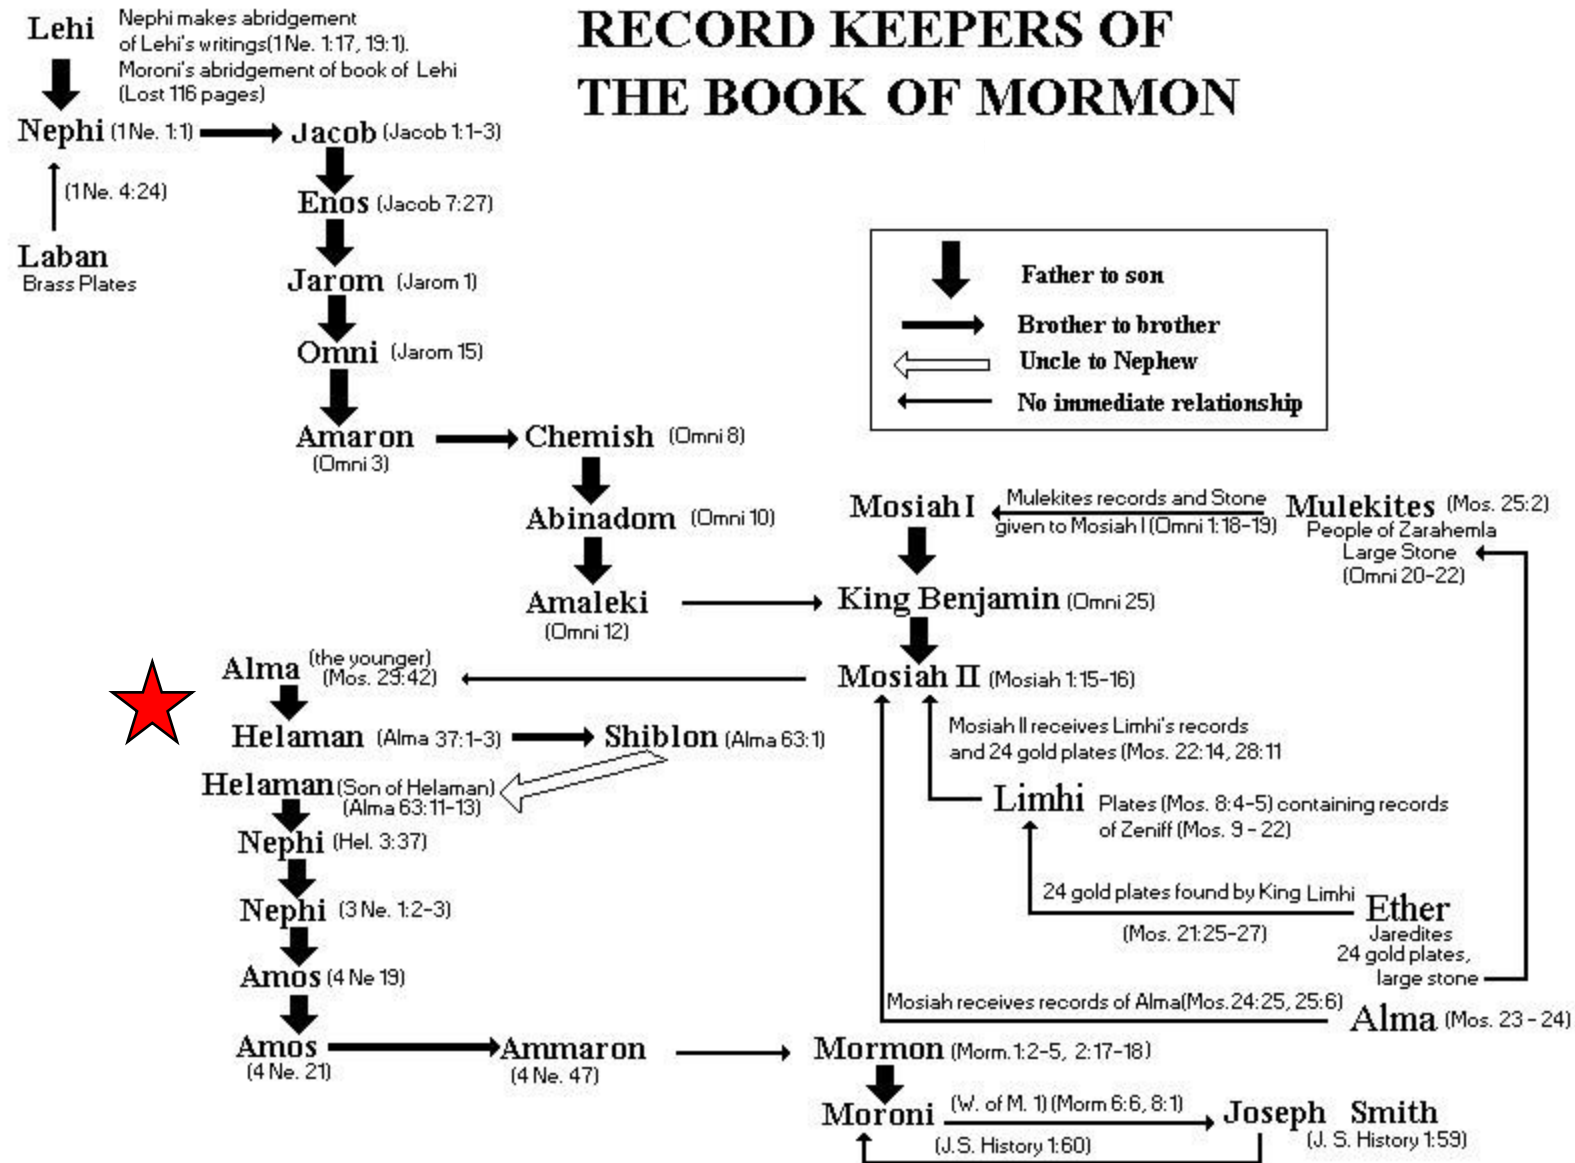 RECORD KEEPERS OF
THE BOOK OF MORMON
Lehi
Nephi makes abridgement
of Lehi's writings(1 Ne. 1:17, 19:1).
Moroni's abridgement of book of Lehi
(Lost 116 pages)
Nephi (1 Ne. 1:1)
Jacob (Jacob 1:1-3)
(1 Ne. 4:24)
Enos (Jacob 7:27)
Laban
Brass Plates
Jarom (Jarom 1)
Omni (Jarom 15)
Father to son
Brother to brother
Uncle to Nephew
No immediate relationship
Amaron
(Omni 3)
Chemish (Omni 8)
Abinadom (Omni 10)
Mosiah I
Mulekites records and Stone
given to Mosiah I (Omni 1:18-19)
Mulekites (Mos. 25:2)
People of Zarahemla
Large Stone
(Omni 20-22)
Amaleki
(Omni 12)
King Benjamin (Omni 25)
Alma (the younger)
(Mos. 29:42)
Mosiah II (Mosiah 1:15-16)
Helaman (Alma 37:1-3)
Shiblon (Alma 63:1)
Mosiah II receives Limhi's records
and 24 gold plates (Mos. 22:14, 28:11
Helaman (Son of Helaman)
(Alma 63:11-13)
Limhi Plates (Mos. 8:4-5) containing records
of Zeniff (Mos. 9 - 22)
Nephi (Hel. 3:37)
24 gold plates found by King Limhi
(Mos. 21:25-27)
Ether
Jaredites
24 gold plates,
large stone
Nephi (3 Ne. 1:2-3)
Amos (4 Ne 19)
Mosiah receives records of Alma(Mos.24:25, 25:6)
Alma (Mos. 23 - 24)
Amos
(4 Ne. 21)
Ammaron
(4 Ne. 47)
Mormon (Morm. 1:2-5, 2:17-18)
Moroni
(W. of M. 1) (Morm 6:6, 8:1)
(J.S. History 1:60)
Joseph Smith
(J. S. History 1:59)